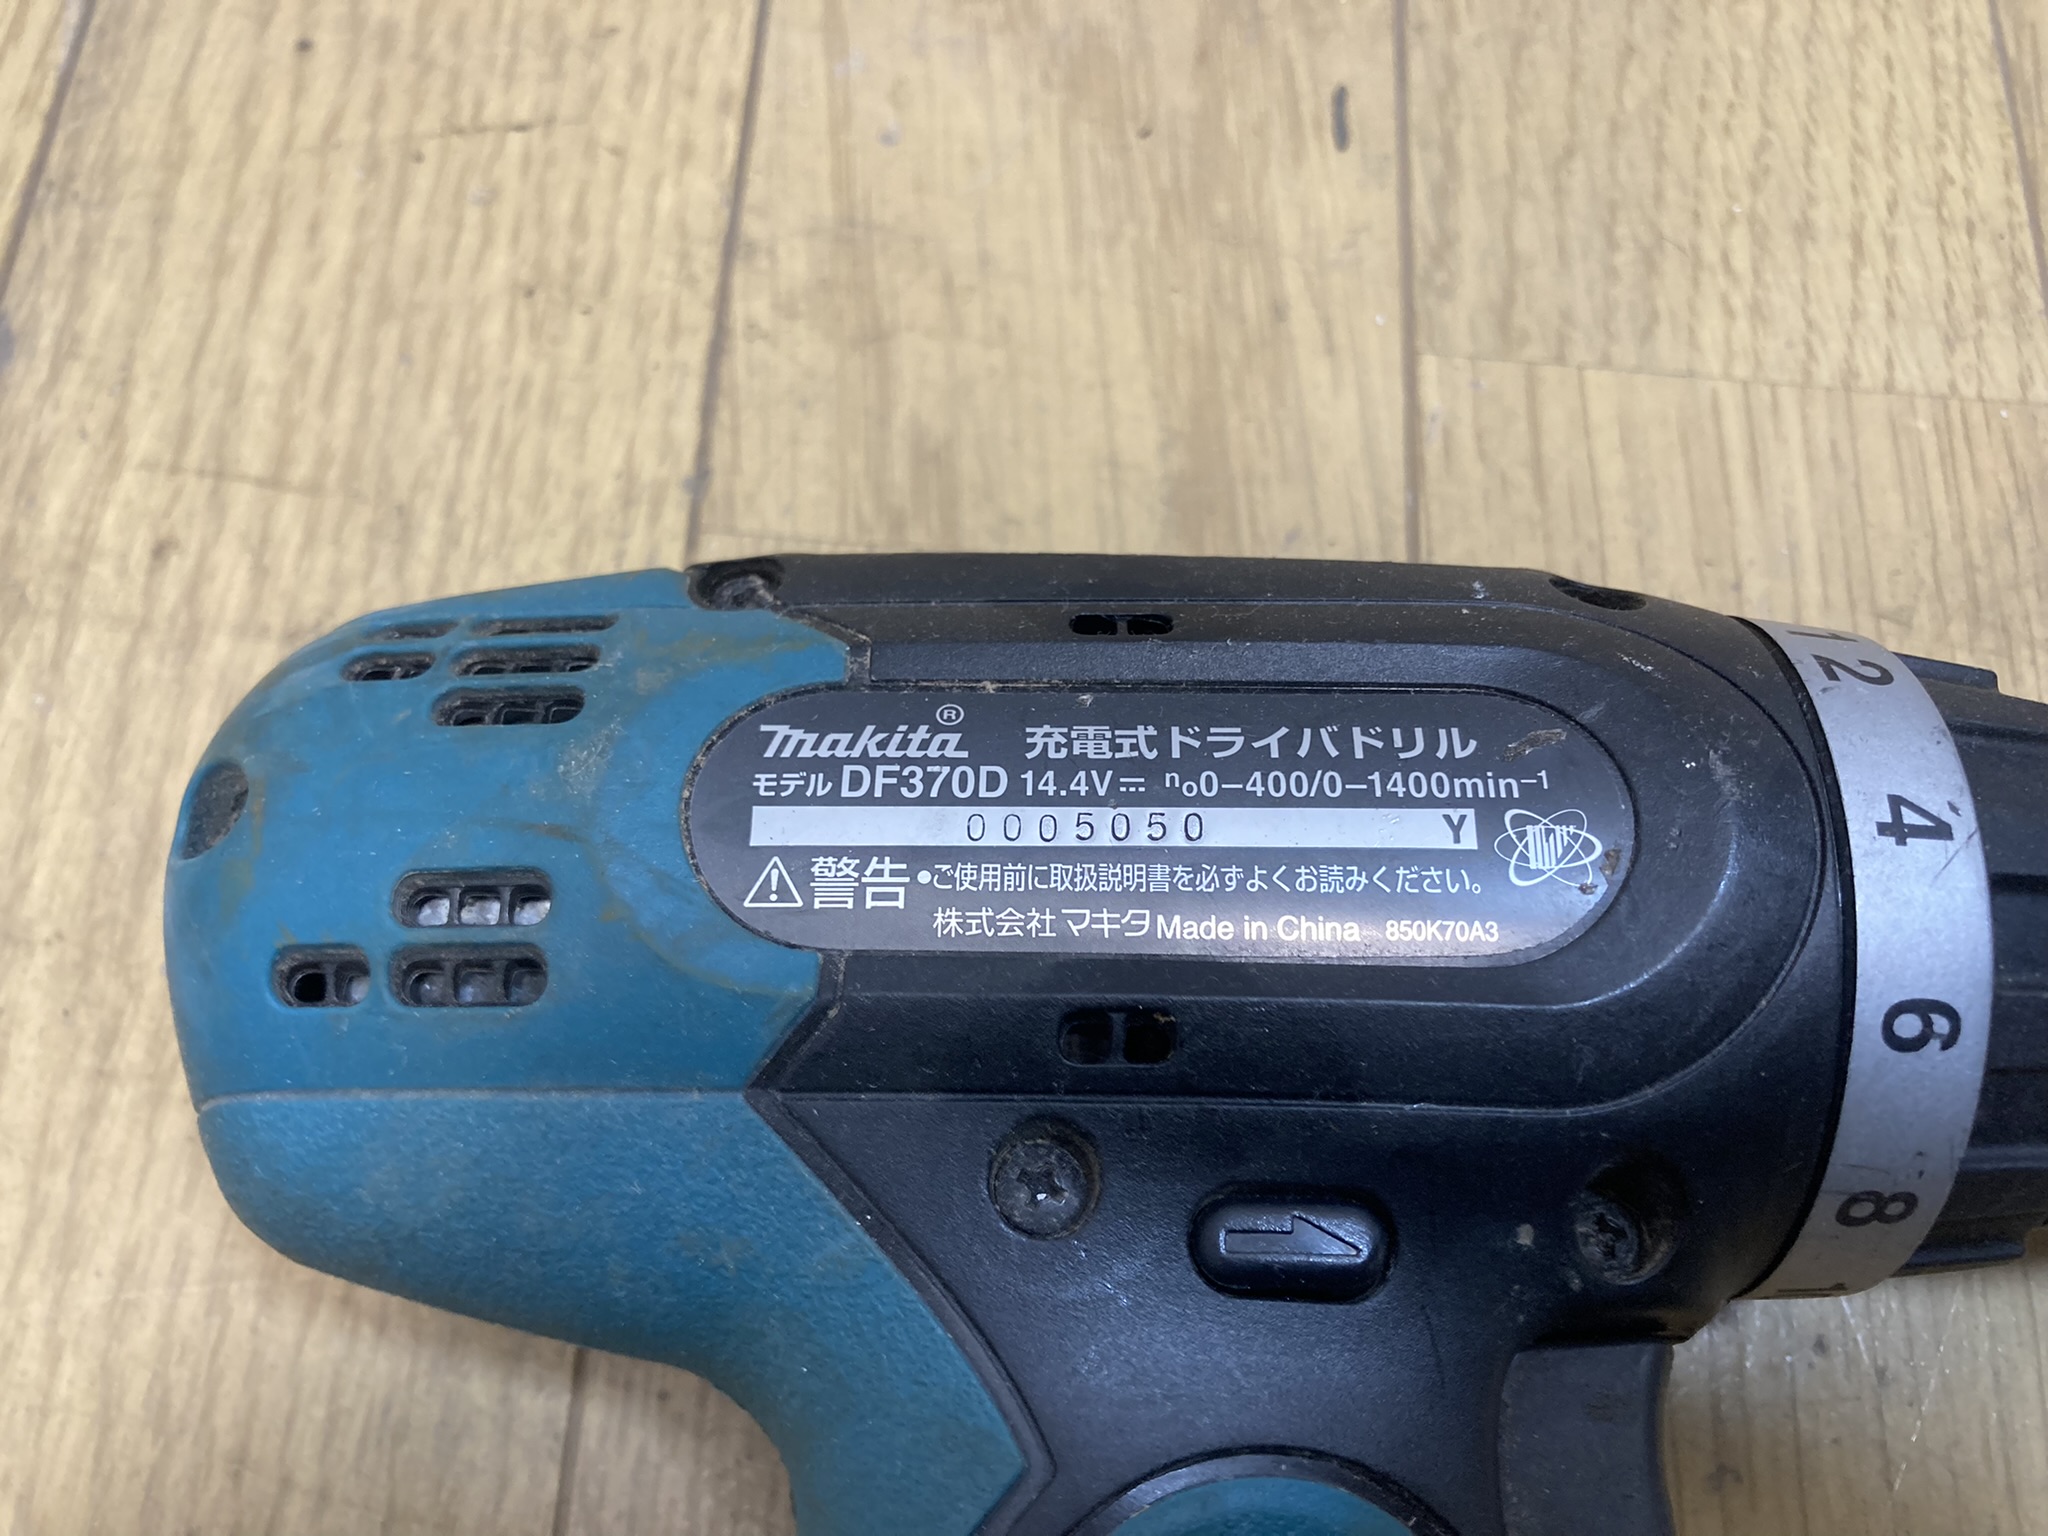 makita® 充電式ドライバドリル
モデル DF370D 14.4V⎓ n₀0-400/0-1400min⁻¹
0005050 Y
⚠警告 •ご使用前に取扱説明書を必ずよくお読みください。
株式会社 マキタ Made in China 850K70A3
1
2
4
6
8